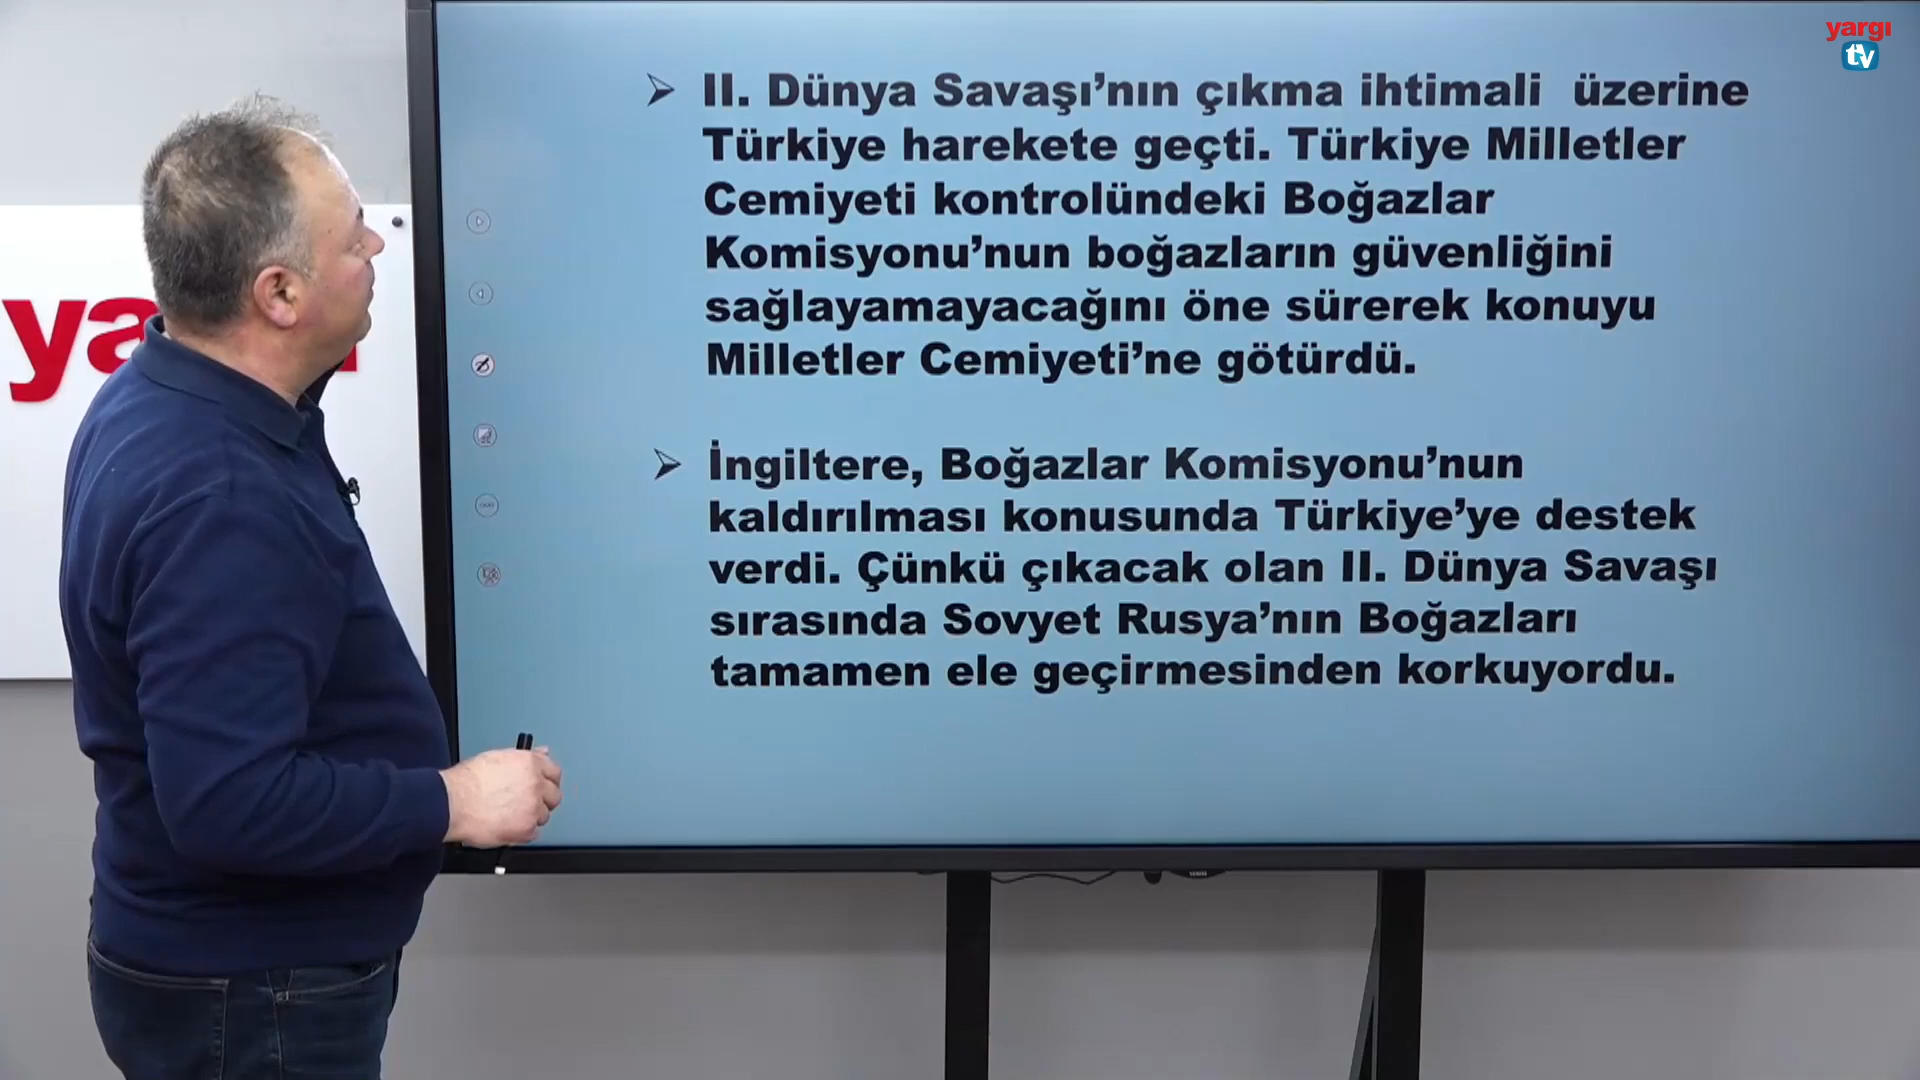 yargı
tv
ya
➢ II. Dünya Savaşı’nın çıkma ihtimali üzerine
Türkiye harekete geçti. Türkiye Milletler
Cemiyeti kontrolündeki Boğazlar
Komisyonu’nun boğazların güvenliğini
sağlayamayacağını öne sürerek konuyu
Milletler Cemiyeti’ne götürdü.
➢ İngiltere, Boğazlar Komisyonu’nun
kaldırılması konusunda Türkiye’ye destek
verdi. Çünkü çıkacak olan II. Dünya Savaşı
sırasında Sovyet Rusya’nın Boğazları
tamamen ele geçirmesinden korkuyordu.